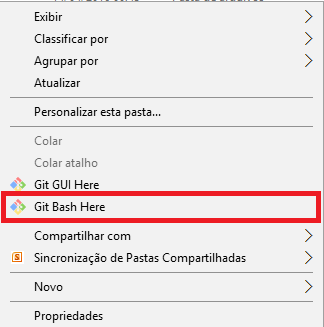 Exibir
Classificar por
Agrupar por
Atualizar
Personalizar esta pasta...
Colar
Colar atalho
Git GUI Here
Git Bash Here
Compartilhar com
Sincronização de Pastas Compartilhadas
Novo
Propriedades